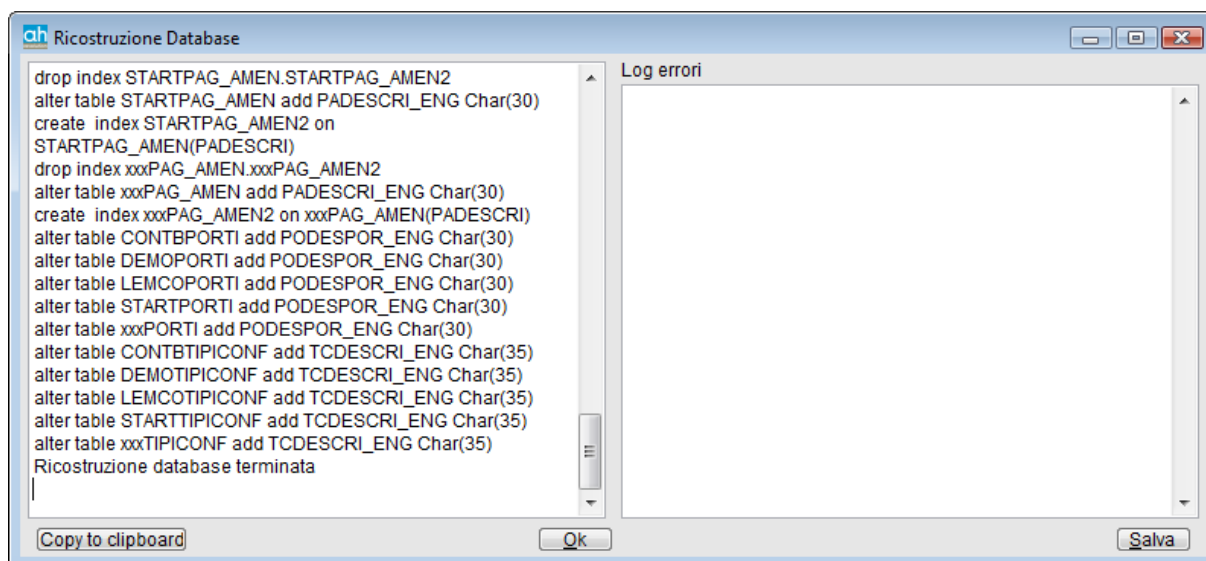 ah Ricostruzione Database
drop index STARTPAG_AMEN.STARTPAG_AMEN2
alter table STARTPAG_AMEN add PADESCRI_ENG Char(30)
create  index STARTPAG_AMEN2 on
STARTPAG_AMEN(PADESCRI)
drop index xxxPAG_AMEN.xxxPAG_AMEN2
alter table xxxPAG_AMEN add PADESCRI_ENG Char(30)
create  index xxxPAG_AMEN2 on xxxPAG_AMEN(PADESCRI)
alter table CONTBPORTI add PODESPOR_ENG Char(30)
alter table DEMOPORTI add PODESPOR_ENG Char(30)
alter table LEMCOPORTI add PODESPOR_ENG Char(30)
alter table STARTPORTI add PODESPOR_ENG Char(30)
alter table xxxPORTI add PODESPOR_ENG Char(30)
alter table CONTBTIPICONF add TCDESCRI_ENG Char(35)
alter table DEMOTIPICONF add TCDESCRI_ENG Char(35)
alter table LEMCOTIPICONF add TCDESCRI_ENG Char(35)
alter table STARTTIPICONF add TCDESCRI_ENG Char(35)
alter table xxxTIPICONF add TCDESCRI_ENG Char(35)
Ricostruzione database terminata
Log errori
Copy to clipboard
Ok
Salva